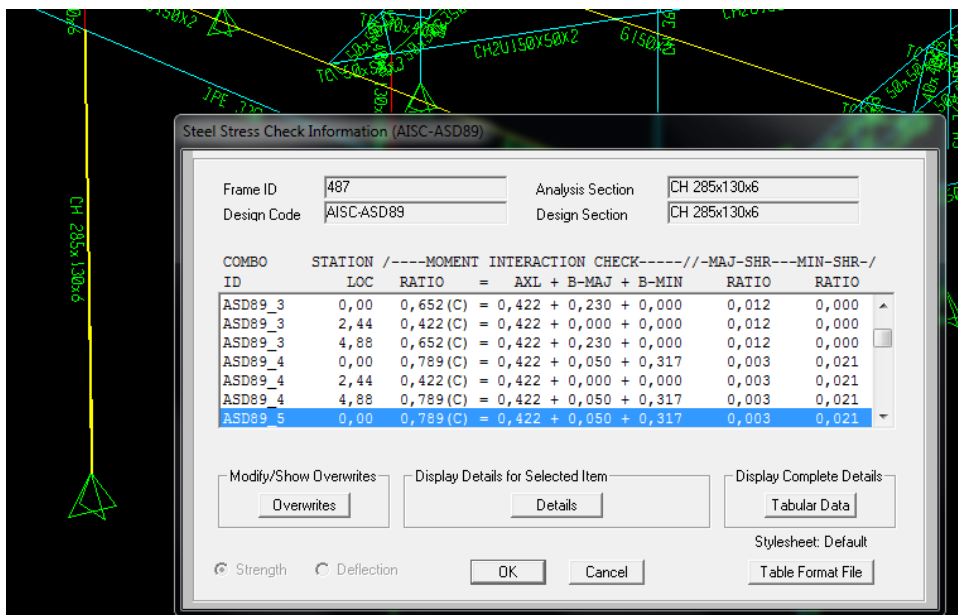 CH2U150X50X2
G150X
IPE 33
CH 285x130x6
Steel Stress Check Information (AISC-ASD89)
Frame ID 487 Analysis Section CH 285x130x6
Design Code AISC-ASD89 Design Section CH 285x130x6
COMBO STATION /----MOMENT INTERACTION CHECK-----//-MAJ-SHR---MIN-SHR-/
ID LOC RATIO = AXL + B-MAJ + B-MIN RATIO RATIO
ASD89_3 0,00 0,652(C) = 0,422 + 0,230 + 0,000 0,012 0,000
ASD89_3 2,44 0,422(C) = 0,422 + 0,000 + 0,000 0,012 0,000
ASD89_3 4,88 0,652(C) = 0,422 + 0,230 + 0,000 0,012 0,000
ASD89_4 0,00 0,789(C) = 0,422 + 0,050 + 0,317 0,003 0,021
ASD89_4 2,44 0,422(C) = 0,422 + 0,000 + 0,000 0,003 0,021
ASD89_4 4,88 0,789(C) = 0,422 + 0,050 + 0,317 0,003 0,021
ASD89_5 0,00 0,789(C) = 0,422 + 0,050 + 0,317 0,003 0,021
Modify/Show Overwrites Display Details for Selected Item Display Complete Details
Overwrites Details Tabular Data
Stylesheet: Default
Strength Deflection OK Cancel Table Format File